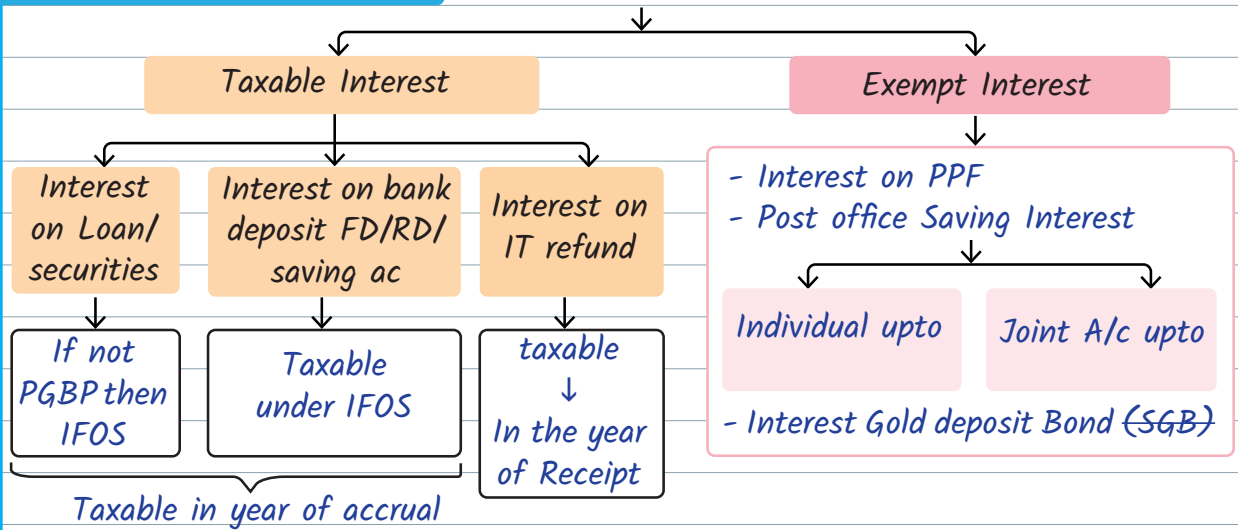 Taxable Interest
Exempt Interest
Interest
on Loan/
securities
Interest on bank
deposit FD/RD/
saving ac
Interest on
IT refund
If not
PGBP then
IFOS
Taxable
under IFOS
taxable
↓
In the year
of Receipt
Taxable in year of accrual
- Interest on PPF
- Post office Saving Interest
Individual upto
Joint A/c upto
- Interest Gold deposit Bond (SGB)